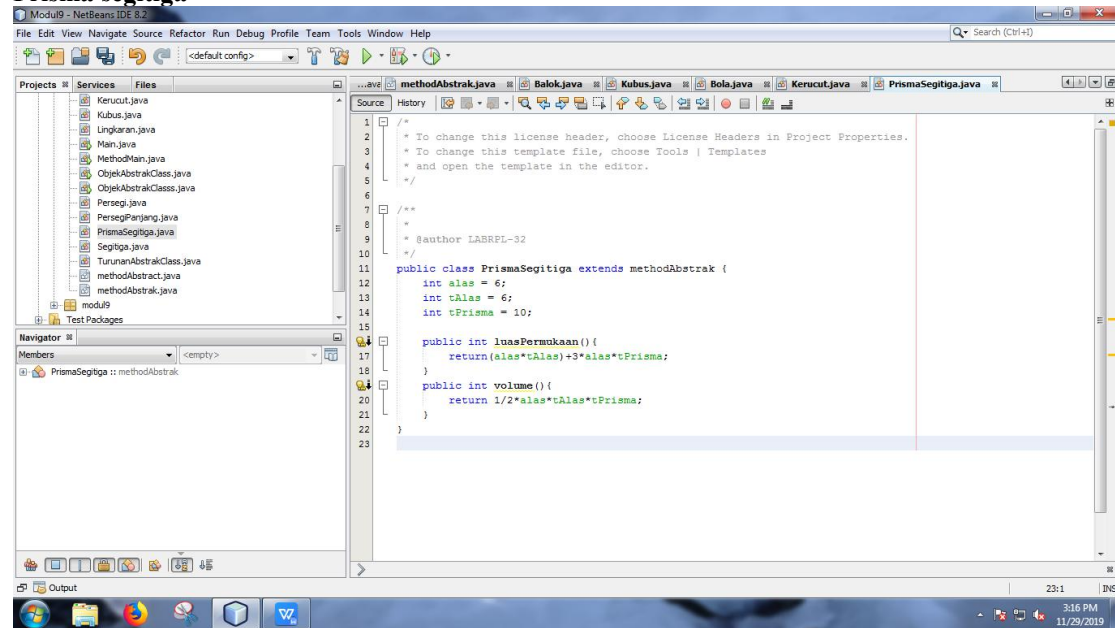 Prisma segitiga
Modul9 - NetBeans IDE 8.2
File Edit View Navigate Source Refactor Run Debug Profile Team Tools Window Help
Search (Ctrl+I)
<default config>
Projects Services Files
Kerucut.java
Kubus.java
Lingkaran.java
Main.java
MethodMain.java
ObjekAbstrakClass.java
ObjekAbstrakClasss.java
Persegi.java
PersegiPanjang.java
PrismaSegitiga.java
Segitiga.java
TurunanAbstrakClass.java
methodAbstract.java
methodAbstrak.java
modul9
Test Packages
Navigator
Members <empty>
PrismaSegitiga :: methodAbstrak
...ava methodAbstrak.java Balok.java Kubus.java Bola.java Kerucut.java PrismaSegitiga.java
Source History
1 /*
2 * To change this license header, choose License Headers in Project Properties.
3 * To change this template file, choose Tools | Templates
4 * and open the template in the editor.
5 */
6
7 /**
8 *
9 * @author LABRPL-32
10 */
11 public class PrismaSegitiga extends methodAbstrak {
12 int alas = 6;
13 int tAlas = 6;
14 int tPrisma = 10;
15
public int luasPermukaan(){
17 return(alas*tAlas)+3*alas*tPrisma;
18 }
public int volume(){
20 return 1/2*alas*tAlas*tPrisma;
21 }
22 }
23
Output
23:1 INS
3:16 PM
11/29/2019